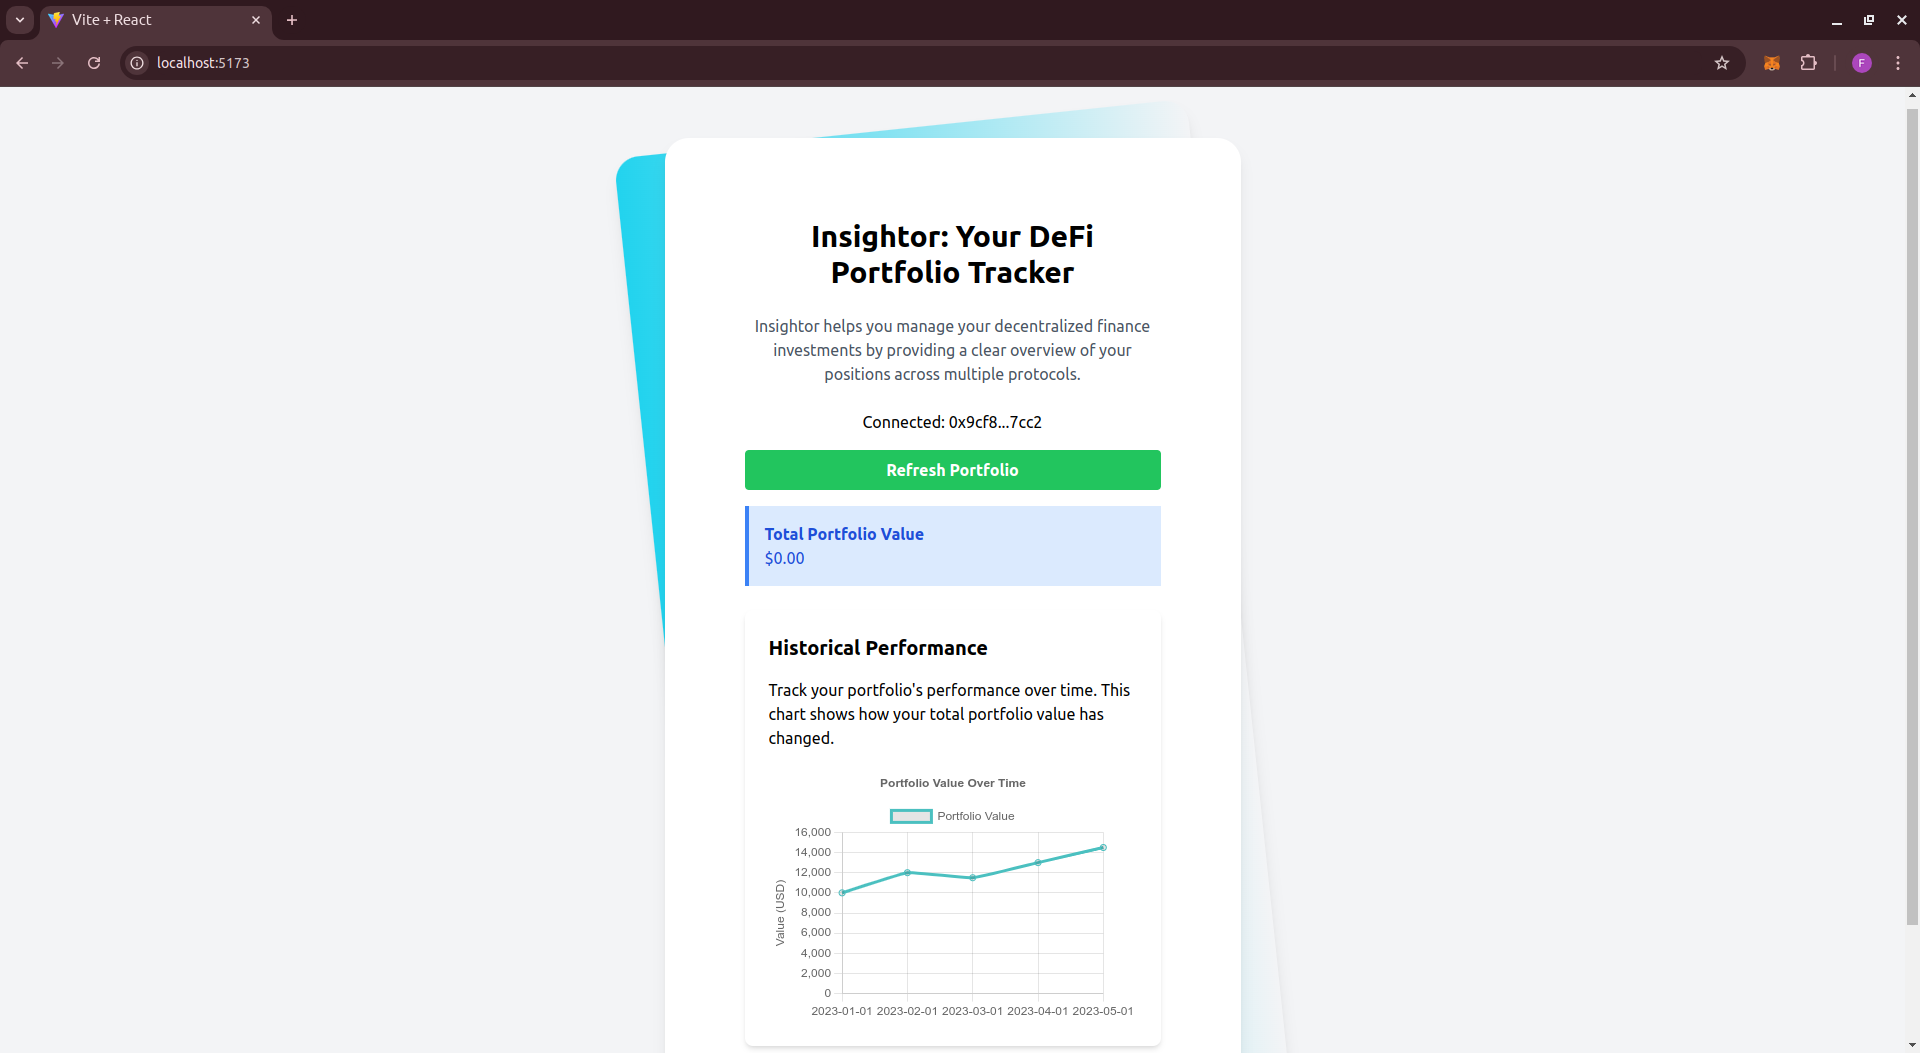 Vite + React
localhost:5173
F
Insightor: Your DeFi
Portfolio Tracker
Insightor helps you manage your decentralized finance
investments by providing a clear overview of your
positions across multiple protocols.
Connected: 0x9cf8...7cc2
Refresh Portfolio
Total Portfolio Value
$0.00
Historical Performance
Track your portfolio's performance over time. This
chart shows how your total portfolio value has
changed.
Portfolio Value Over Time
Portfolio Value
Value (USD)
16,000
14,000
12,000
10,000
8,000
6,000
4,000
2,000
0
2023-01-01 2023-02-01 2023-03-01 2023-04-01 2023-05-01